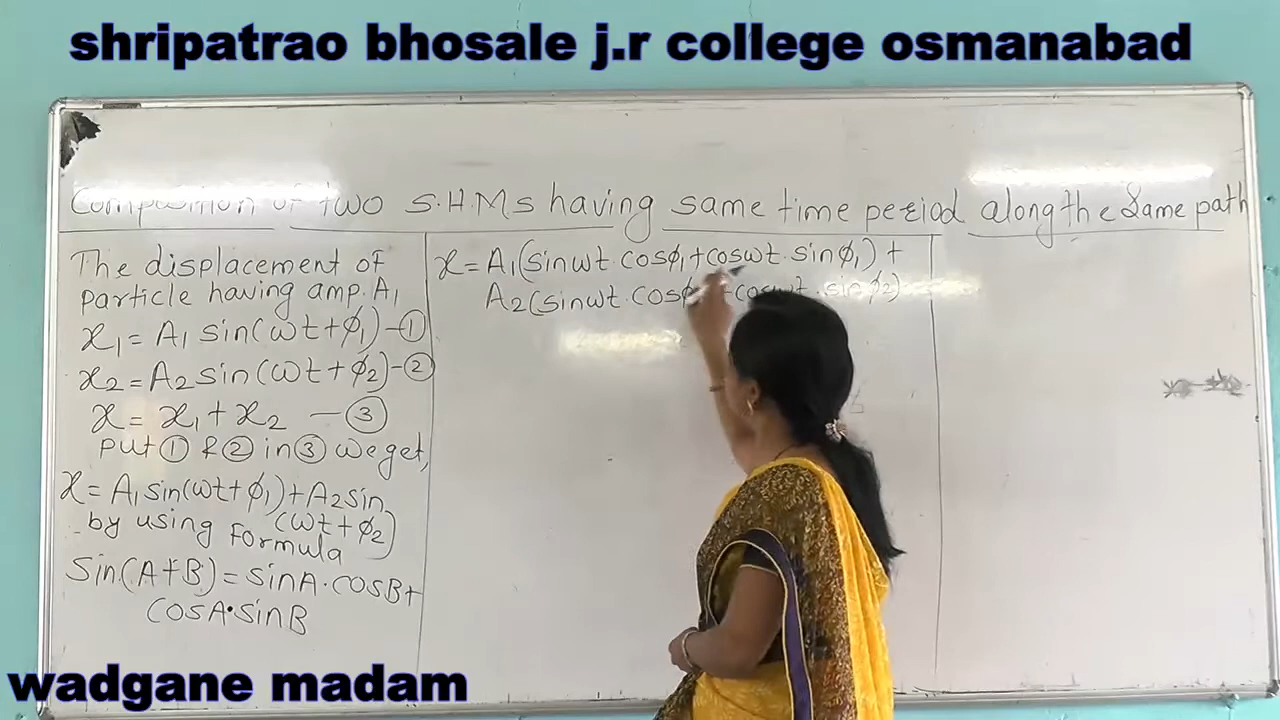 shripatrao bhosale j.r college osmanabad
Composition of two S.H.Ms having same time period along the Same path
The displacement of
particle having amp. A₁
x₁ = A₁ sin(ωt+ϕ₁) –①
x₂ = A₂ sin(ωt+ϕ₂) –②
x = x₁ + x₂ —③
put ① & ② in ③ we get,
x = A₁ sin(ωt+ϕ₁) + A₂ sin
(ωt+ϕ₂)
by using Formula
Sin(A+B) = sinA·cosB+
cosA·sinB
x = A₁(sinωt·cosϕ₁+cosωt·sinϕ₁) +
A₂(sinωt·cosϕ +cosωt·sinϕ₂)
wadgane madam